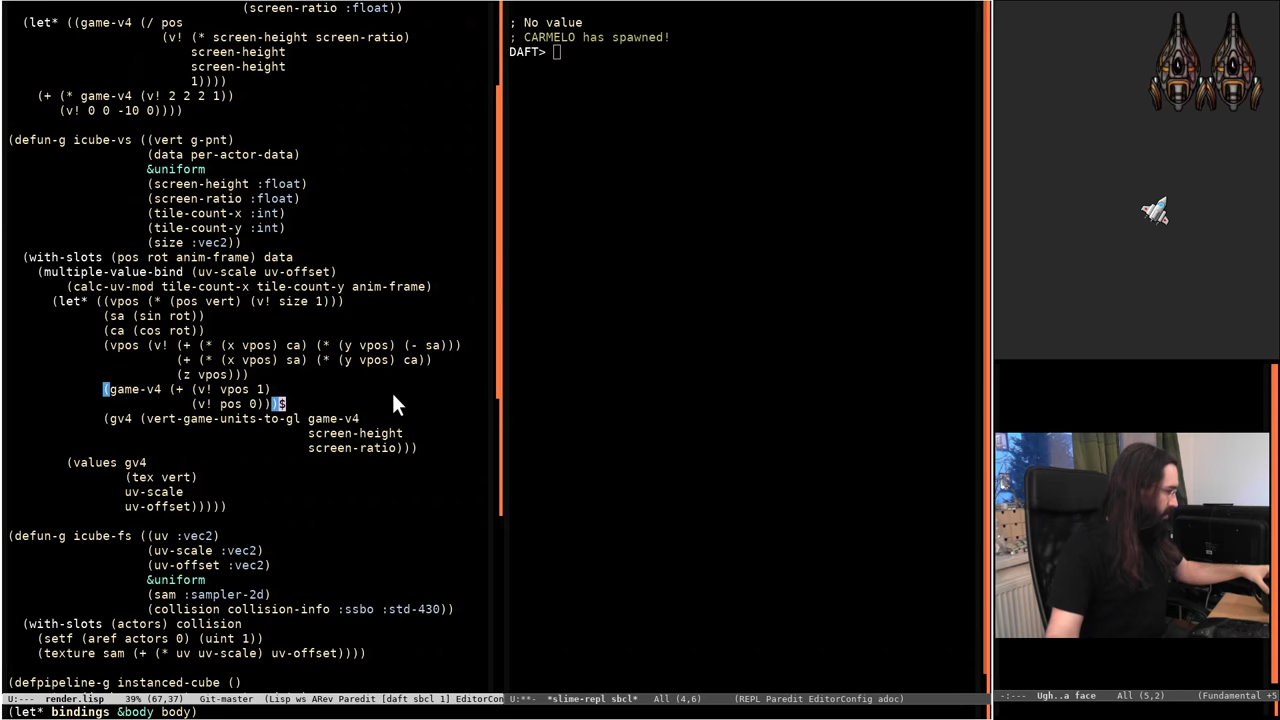 (screen-ratio :float))
(let* ((game-v4 (/ pos
(v! (* screen-height screen-ratio)
screen-height
screen-height
1))))
(+ (* game-v4 (v! 2 2 2 1))
(v! 0 0 -10 0))))
(defun-g icube-vs ((vert g-pnt)
(data per-actor-data)
&uniform
(screen-height :float)
(screen-ratio :float)
(tile-count-x :int)
(tile-count-y :int)
(size :vec2))
(with-slots (pos rot anim-frame) data
(multiple-value-bind (uv-scale uv-offset)
(calc-uv-mod tile-count-x tile-count-y anim-frame)
(let* ((vpos (* (pos vert) (v! size 1)))
(sa (sin rot))
(ca (cos rot))
(vpos (v! (+ (* (x vpos) ca) (* (y vpos) (- sa)))
(+ (* (x vpos) sa) (* (y vpos) ca))
(z vpos)))
(game-v4 (+ (v! vpos 1)
(v! pos 0)))$
(gv4 (vert-game-units-to-gl game-v4
screen-height
screen-ratio)))
(values gv4
(tex vert)
uv-scale
uv-offset)))))
(defun-g icube-fs ((uv :vec2)
(uv-scale :vec2)
(uv-offset :vec2)
&uniform
(sam :sampler-2d)
(collision collision-info :ssbo :std-430))
(with-slots (actors) collision
(setf (aref actors 0) (uint 1))
(texture sam (+ (* uv uv-scale) uv-offset))))
(defpipeline-g instanced-cube ()
U:--- render.lisp 39% (67,37) Git-master (Lisp ws ARev Paredit [daft sbcl 1] EditorCon
(let* bindings &body body)
; No value
; CARMELO has spawned!
DAFT>
U:**- *slime-repl sbcl* All (4,6) (REPL Paredit EditorConfig adoc)
-:--- Ugh..a face All (5,2) (Fundamental +5